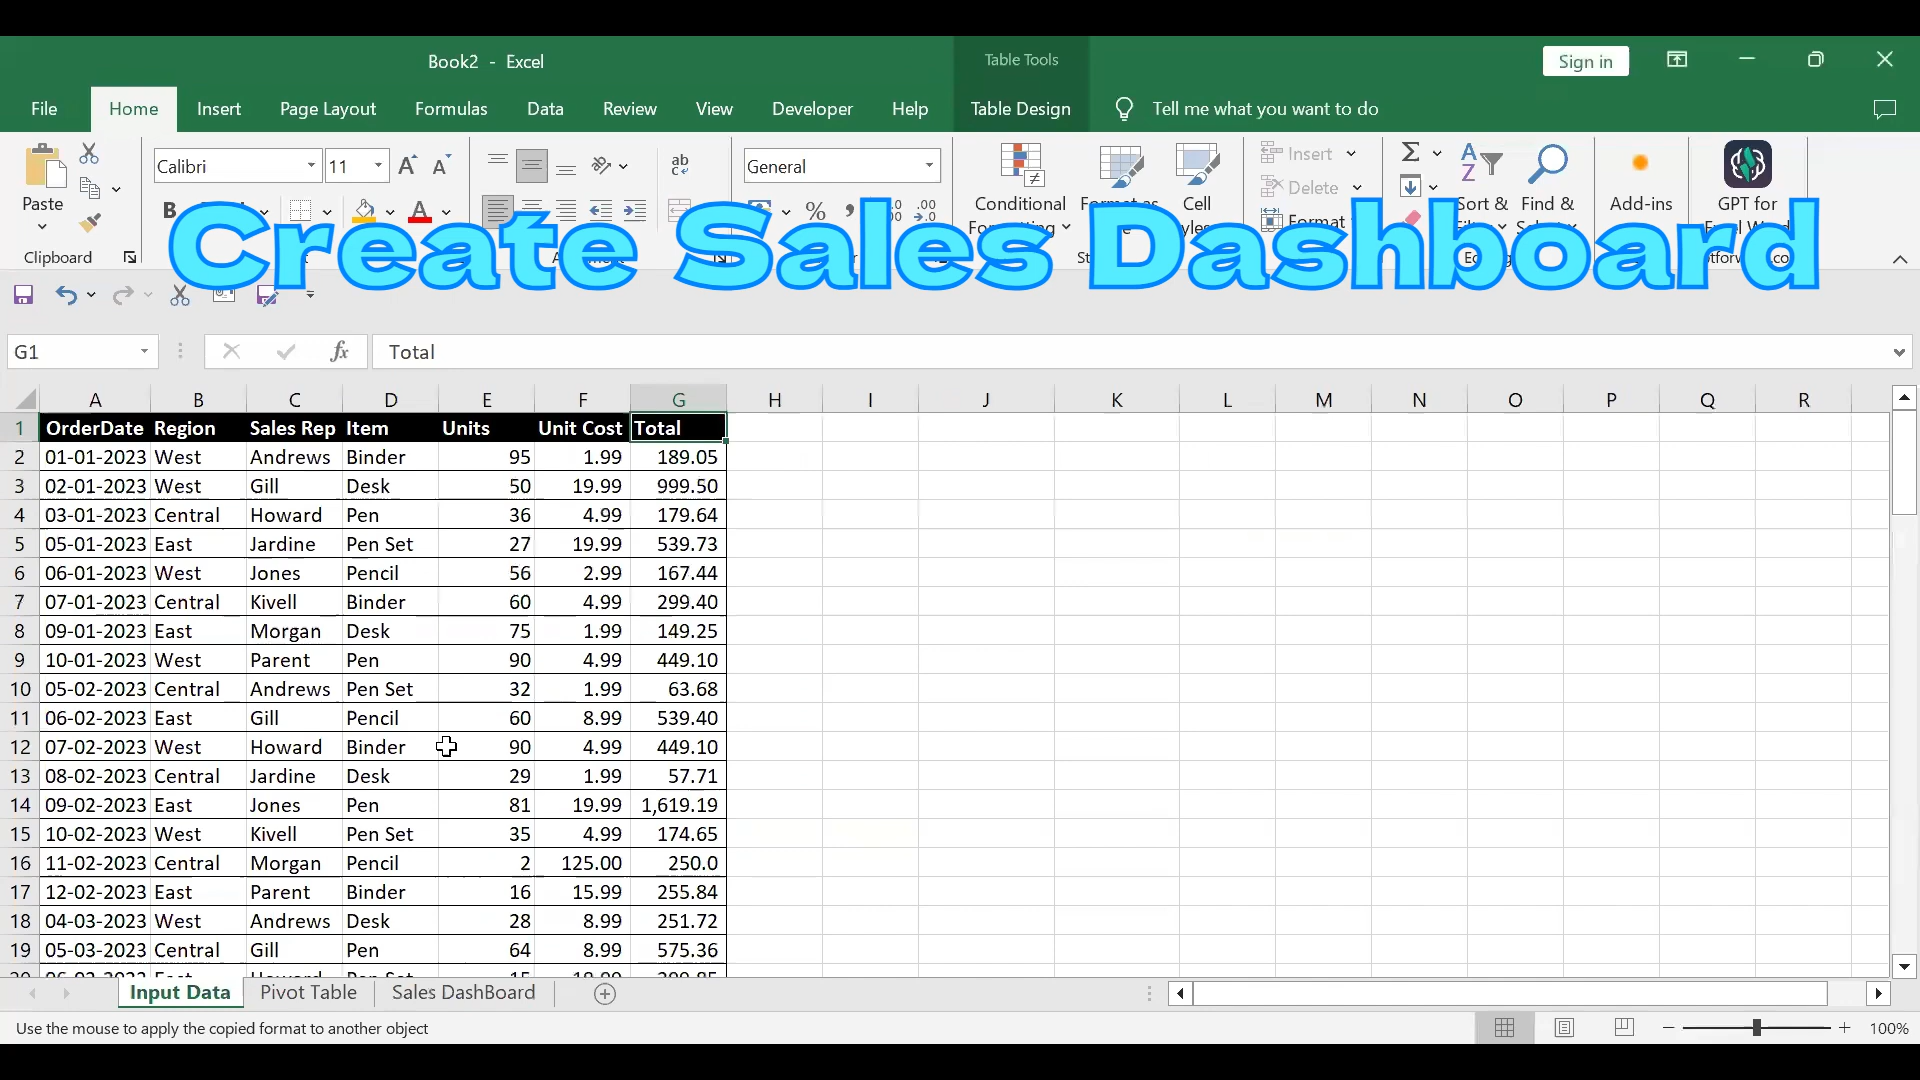 Book2 - Excel
Table Tools
Sign in
File Home Insert Page Layout Formulas Data Review View Developer Help Table Design Tell me what you want to do
Calibri 11 General
Insert
Delete
Paste Conditional Cell Find & Add-ins GPT for
Create Sales Dashboard
Clipboard
G1 fx Total
A B C D E F G H I J K L M N O P Q R
1 OrderDate Region Sales Rep Item Units Unit Cost Total
2 01-01-2023 West Andrews Binder 95 1.99 189.05
3 02-01-2023 West Gill Desk 50 19.99 999.50
4 03-01-2023 Central Howard Pen 36 4.99 179.64
5 05-01-2023 East Jardine Pen Set 27 19.99 539.73
6 06-01-2023 West Jones Pencil 56 2.99 167.44
7 07-01-2023 Central Kivell Binder 60 4.99 299.40
8 09-01-2023 East Morgan Desk 75 1.99 149.25
9 10-01-2023 West Parent Pen 90 4.99 449.10
10 05-02-2023 Central Andrews Pen Set 32 1.99 63.68
11 06-02-2023 East Gill Pencil 60 8.99 539.40
12 07-02-2023 West Howard Binder 90 4.99 449.10
13 08-02-2023 Central Jardine Desk 29 1.99 57.71
14 09-02-2023 East Jones Pen 81 19.99 1,619.19
15 10-02-2023 West Kivell Pen Set 35 4.99 174.65
16 11-02-2023 Central Morgan Pencil 2 125.00 250.0
17 12-02-2023 East Parent Binder 16 15.99 255.84
18 04-03-2023 West Andrews Desk 28 8.99 251.72
19 05-03-2023 Central Gill Pen 64 8.99 575.36
Input Data Pivot Table Sales DashBoard
Use the mouse to apply the copied format to another object
100%